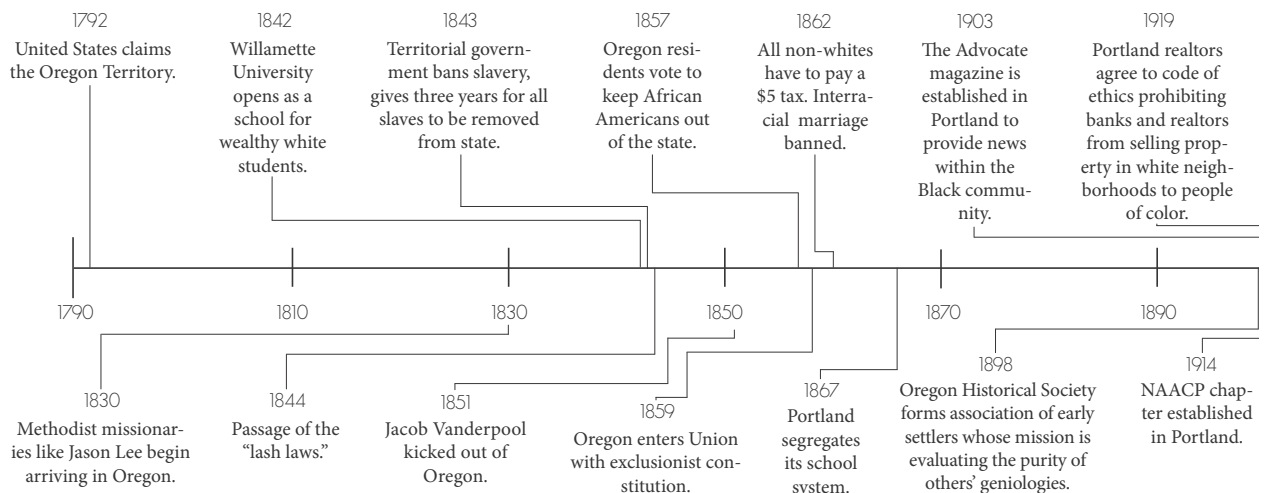 1792
United States claims
the Oregon Territory.
1842
Willamette
University
opens as a
school for
wealthy white
students.
1843
Territorial govern-
ment bans slavery,
gives three years for all
slaves to be removed
from state.
1857
Oregon resi-
dents vote to
keep African
Americans out
of the state.
1862
All non-whites
have to pay a
$5 tax. Interra-
cial marriage
banned.
1903
The Advocate
magazine is
established in
Portland to
provide news
within the
Black commu-
nity.
1919
Portland realtors
agree to code of
ethics prohibiting
banks and realtors
from selling prop-
erty in white neigh-
borhoods to people
of color.
1790
1810
1830
1850
1870
1890
1830
Methodist missionar-
ies like Jason Lee begin
arriving in Oregon.
1844
Passage of the
“lash laws.”
1851
Jacob Vanderpool
kicked out of
Oregon.
1859
Oregon enters Union
with exclusionist con-
stitution.
1867
Portland
segregates
its school
system.
1898
Oregon Historical Society
forms association of early
settlers whose mission is
evaluating the purity of
others’ geniologies.
1914
NAACP chap-
ter established
in Portland.